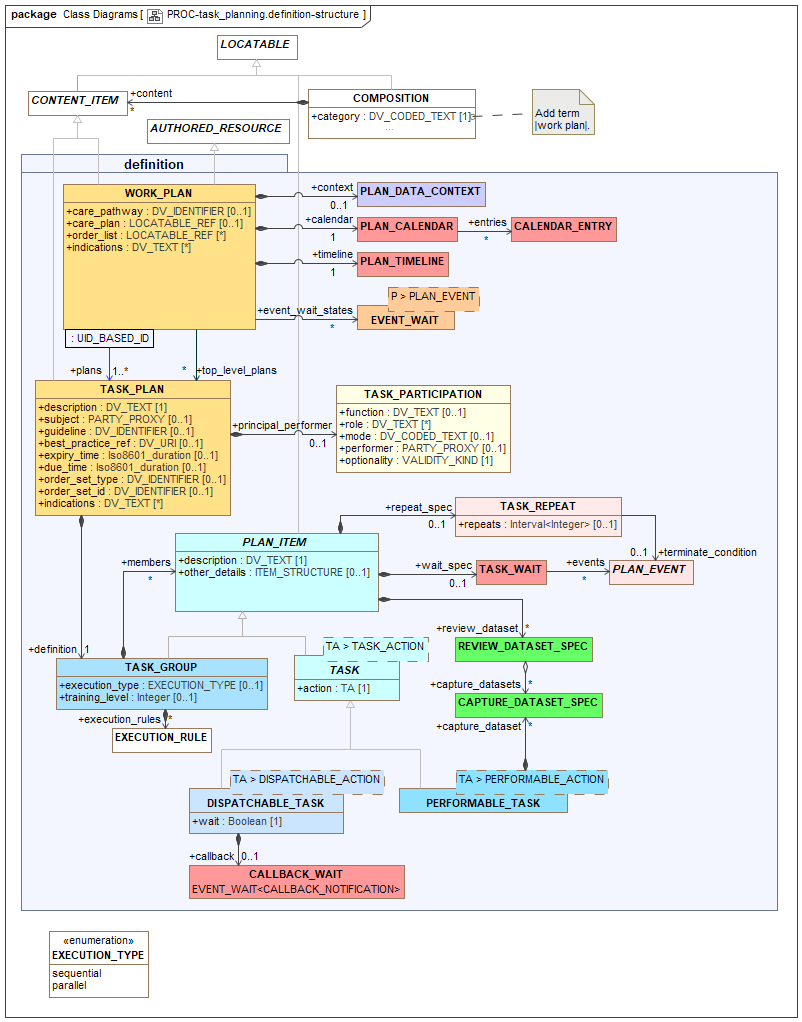 package Class Diagrams [ PROC-task_planning.definition-structure ]
LOCATABLE
CONTENT_ITEM
+content
*
COMPOSITION
+category : DV_CODED_TEXT [1]
...
Add term
|work plan|.
AUTHORED_RESOURCE
definition
WORK_PLAN
+care_pathway : DV_IDENTIFIER [0..1]
+care_plan : LOCATABLE_REF [0..1]
+order_list : LOCATABLE_REF [*]
+indications : DV_TEXT [*]
+context
0..1
PLAN_DATA_CONTEXT
+calendar
1
PLAN_CALENDAR
+entries
*
CALENDAR_ENTRY
+timeline
1
PLAN_TIMELINE
P > PLAN_EVENT
+event_wait_states
*
EVENT_WAIT
: UID_BASED_ID
+plans
1..*
*
+top_level_plans
TASK_PLAN
+description : DV_TEXT [1]
+subject : PARTY_PROXY [0..1]
+guideline : DV_IDENTIFIER [0..1]
+best_practice_ref : DV_URI [0..1]
+expiry_time : Iso8601_duration [0..1]
+due_time : Iso8601_duration [0..1]
+order_set_type : DV_IDENTIFIER [0..1]
+order_set_id : DV_IDENTIFIER [0..1]
+indications : DV_TEXT [*]
+principal_performer
0..1
TASK_PARTICIPATION
+function : DV_TEXT [0..1]
+role : DV_TEXT [*]
+mode : DV_CODED_TEXT [0..1]
+performer : PARTY_PROXY [0..1]
+optionality : VALIDITY_KIND [1]
+repeat_spec
0..1
TASK_REPEAT
+repeats : Interval<Integer> [0..1]
PLAN_ITEM
+description : DV_TEXT [1]
+other_details : ITEM_STRUCTURE [0..1]
+members
*
+wait_spec
0..1
TASK_WAIT
+events
*
0..1
+terminate_condition
PLAN_EVENT
+review_dataset
*
REVIEW_DATASET_SPEC
+definition
1
TASK_GROUP
+execution_type : EXECUTION_TYPE [0..1]
+training_level : Integer [0..1]
TA > TASK_ACTION
TASK
+action : TA [1]
+capture_datasets
*
CAPTURE_DATASET_SPEC
+capture_dataset
*
+execution_rules
*
EXECUTION_RULE
TA > DISPATCHABLE_ACTION
DISPATCHABLE_TASK
+wait : Boolean [1]
TA > PERFORMABLE_ACTION
PERFORMABLE_TASK
+callback
0..1
CALLBACK_WAIT
EVENT_WAIT<CALLBACK_NOTIFICATION>
«enumeration»
EXECUTION_TYPE
sequential
parallel